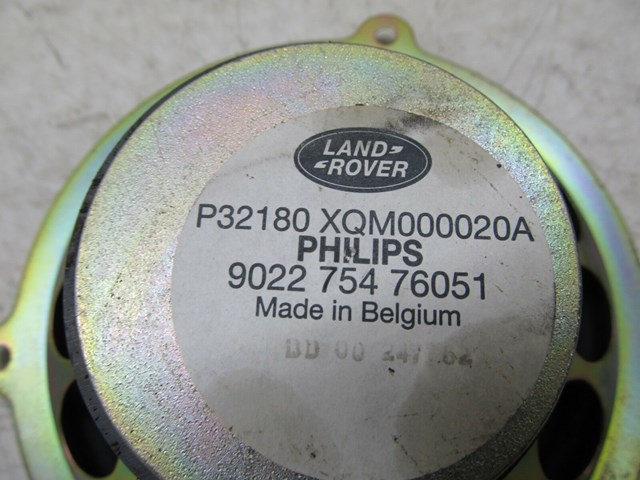 LAND
ROVER
P32180 XQM000020A
PHILIPS
9022 754 76051
Made in Belgium